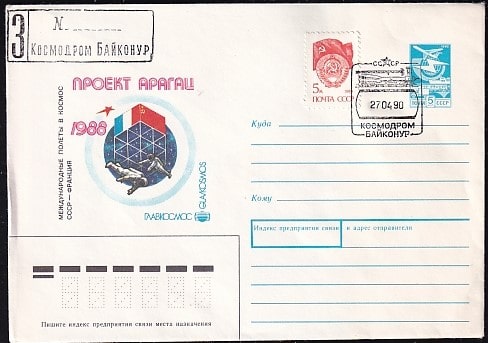 З
N
Космодром Байконур
ПРОЕКТ АРАГАЦ
1988
МЕЖДУНАРОДНЫЕ ПОЛЕТЫ В КОСМОС
СССР - ФРАНЦИЯ
ГЛАВКОСМОС
GLAVKOSMOS
5к
ПОЧТА СССР
5
СССР
27 04 90
КОСМОДРОМ
БАЙКОНУР
Куда
Кому
Индекс предприятия связи и адрес отправителя
Пишите индекс предприятия связи места назначения